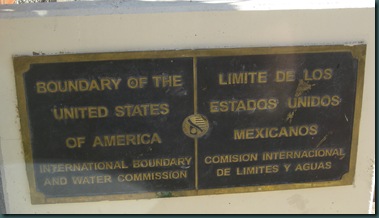 BOUNDARY OF THE
UNITED STATES
OF AMERICA
INTERNATIONAL BOUNDARY
AND WATER COMMISSION
LIMITE DE LOS
ESTADOS UNIDOS
MEXICANOS
COMISION INTERNACIONAL
DE LIMITES Y AGUAS